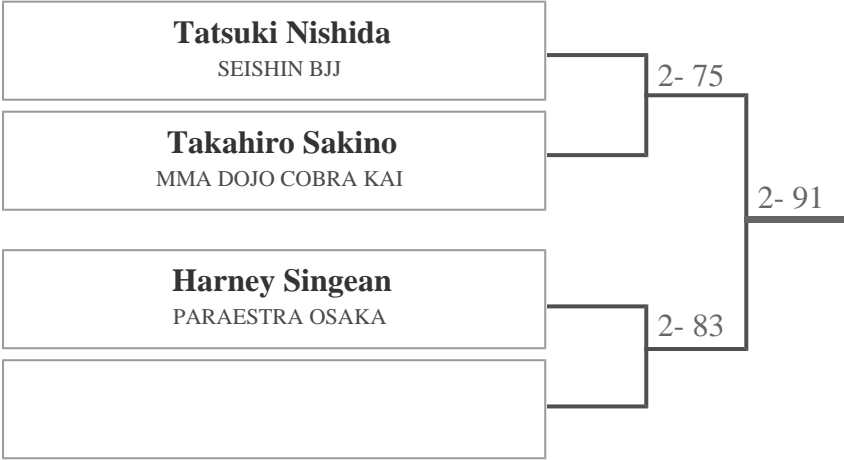 Tatsuki Nishida
SEISHIN BJJ
2- 75
Takahiro Sakino
MMA DOJO COBRA KAI
2- 91
Harney Singean
PARAESTRA OSAKA
2- 83